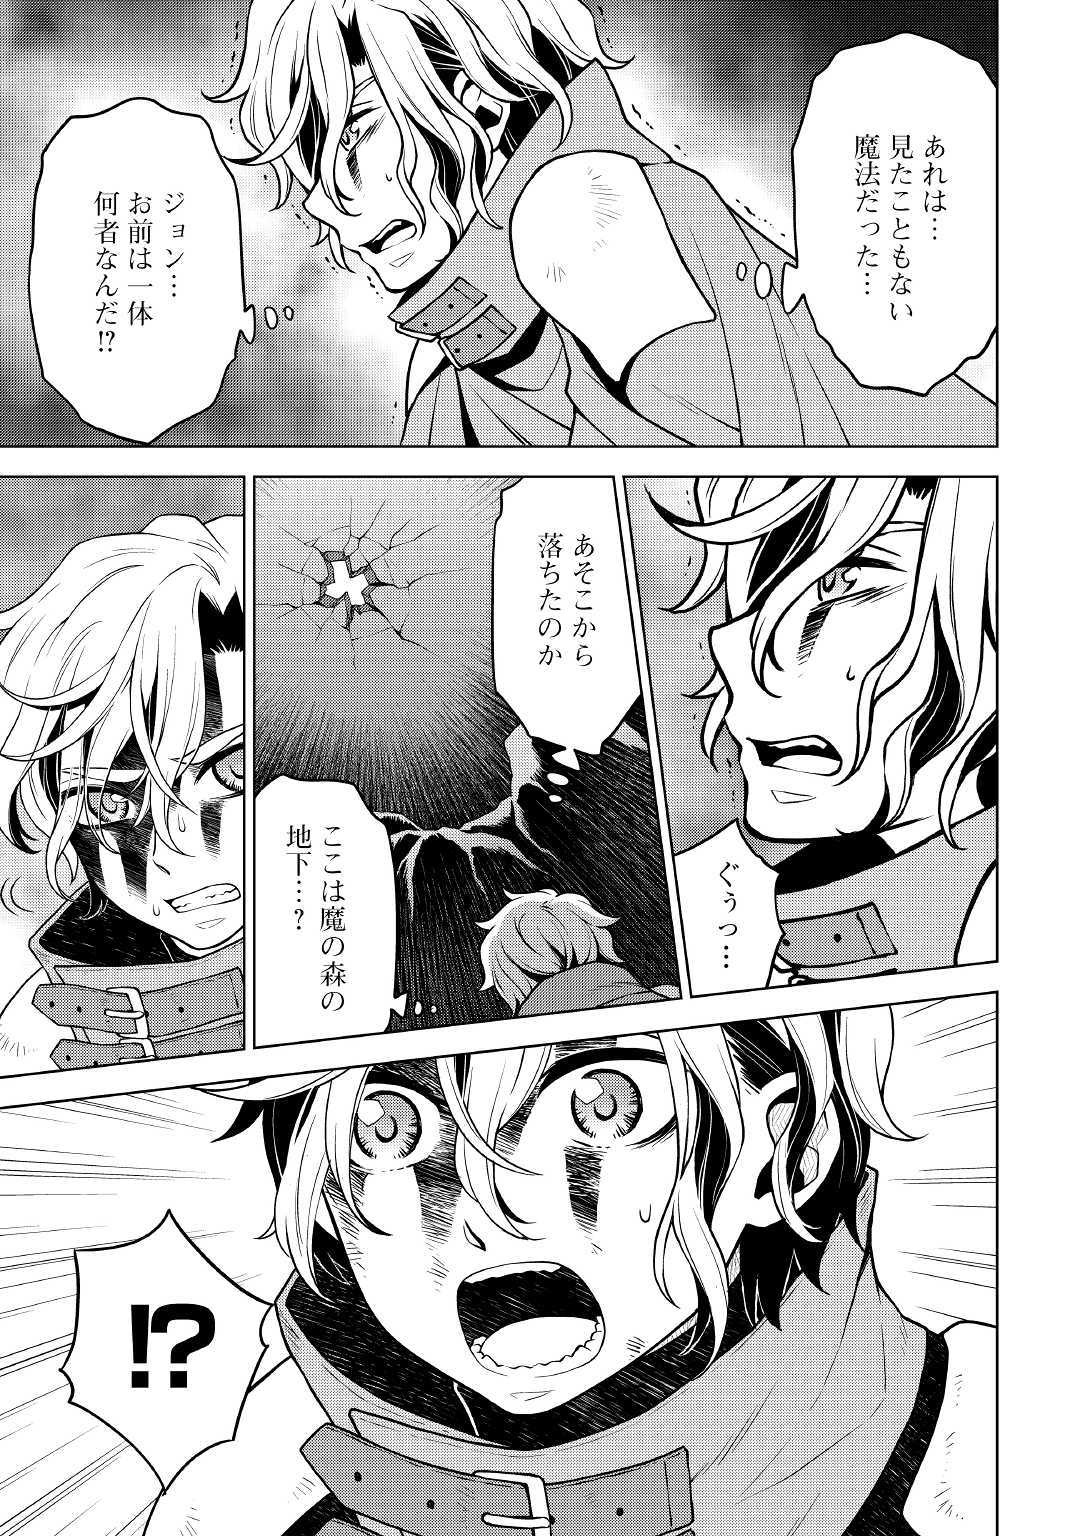 あれは…
見たこともない
魔法だった…
ジョン…
お前は一体
何者なんだ!?
ぐぅっ…
あそこから
落ちたのか
ここは魔の森の
地下…?
!?